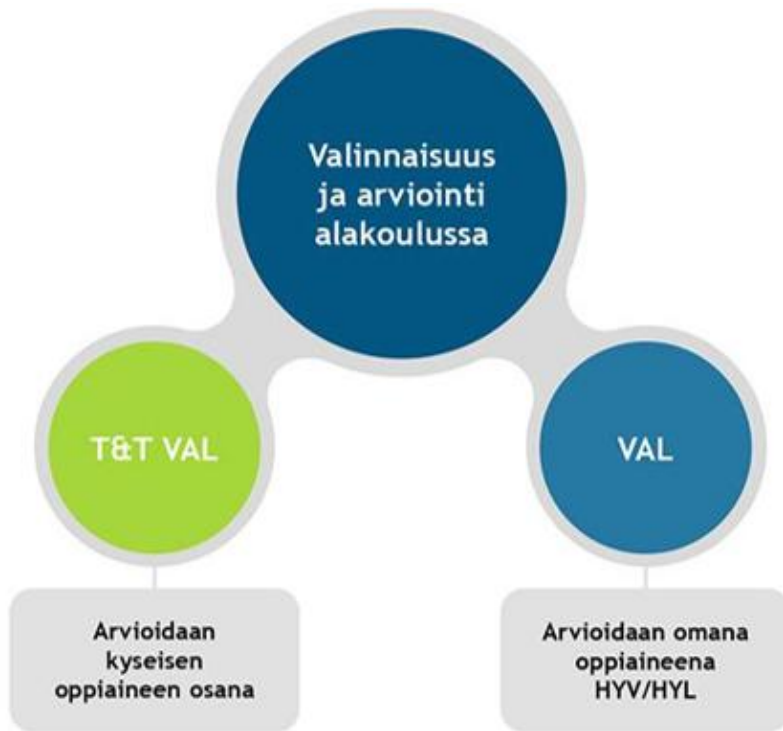 Valinnaisuus
ja arviointi
alakoulussa
T&T VAL
VAL
Arvioidaan
kyseisen
oppiaineen osana
Arvioidaan omana
oppiaineena
HYV/HYL